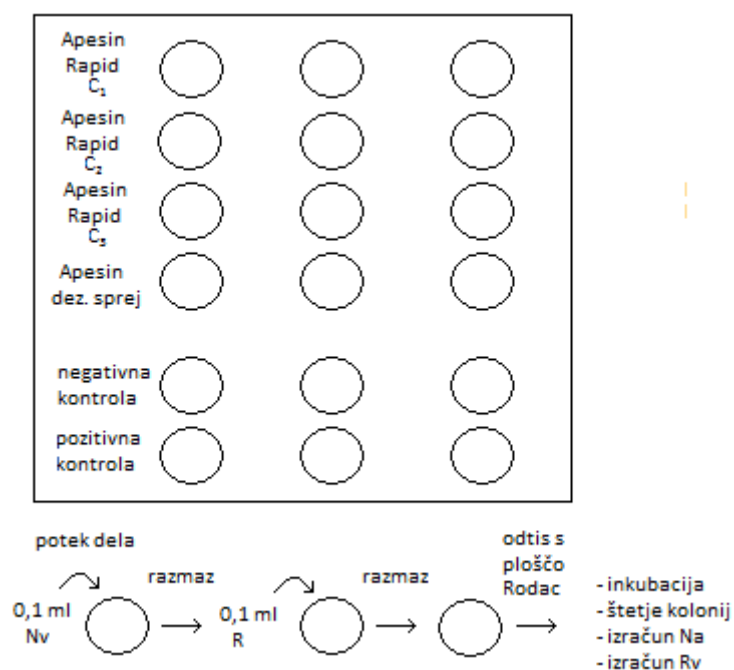 Apesin
Rapid
C₁
Apesin
Rapid
C₂
Apesin
Rapid
C₃
Apesin
dez. sprej
negativna
kontrola
pozitivna
kontrola
potek dela
0,1 ml
Nv
razmaz
0,1 ml
R
razmaz
odtis s
ploščo
Rodac
- inkubacija
- štetje kolonij
- izračun Na
- izračun Rv